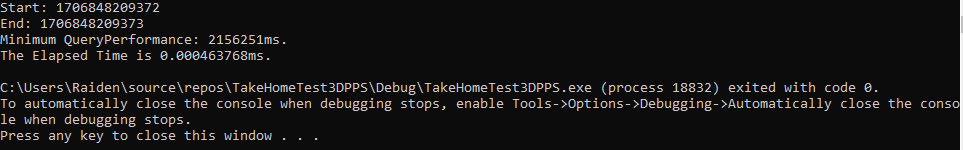 Start: 1706848209372
End: 1706848209373
Minimum QueryPerformance: 2156251ms.
The Elapsed Time is 0.000463768ms.
C:\Users\Raiden\source\repos\TakeHomeTest3DPPS\Debug\TakeHomeTest3DPPS.exe (process 18832) exited with code 0.
To automatically close the console when debugging stops, enable Tools->Options->Debugging->Automatically close the conso
le when debugging stops.
Press any key to close this window . . .